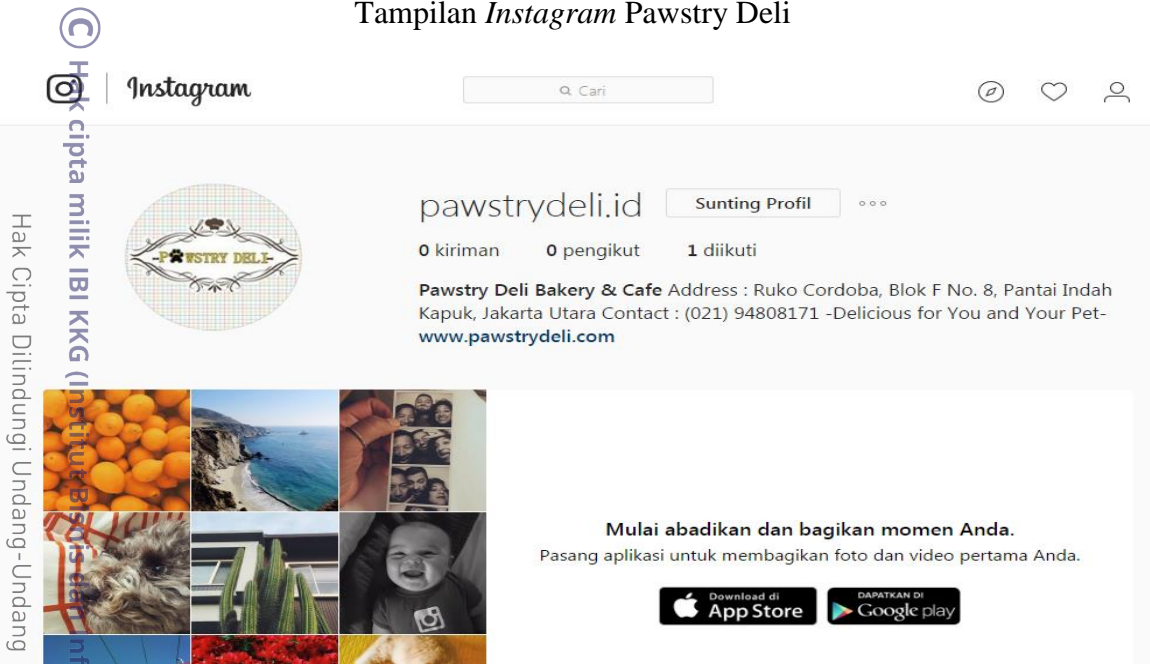 Tampilan Instagram Pawstry Deli
Instagram
Cari
pawstrydeli.id
Sunting Profil
0 kiriman 0 pengikut 1 diikuti
Pawstry Deli Bakery & Cafe Address : Ruko Cordoba, Blok F No. 8, Pantai Indah
Kapuk, Jakarta Utara Contact : (021) 94808171 -Delicious for You and Your Pet-
www.pawstrydeli.com
-PAWSTRY DELI-
Mulai abadikan dan bagikan momen Anda.
Pasang aplikasi untuk membagikan foto dan video pertama Anda.
Download di
App Store
DAPATKAN DI
Google play
© Hak cipta milik IBI KKG (Institut Bisnis dan Inf
Hak Cipta Dilindungi Undang-Undang